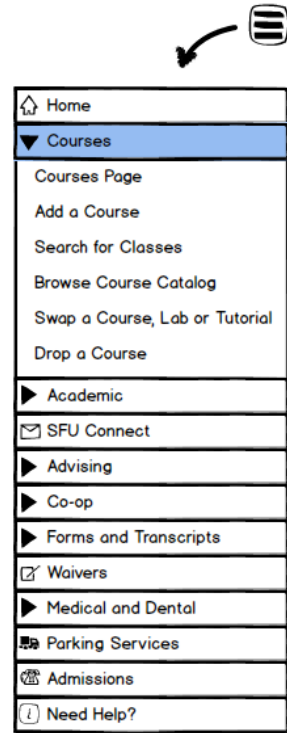 Home
Courses
Courses Page
Add a Course
Search for Classes
Browse Course Catalog
Swap a Course, Lab or Tutorial
Drop a Course
Academic
SFU Connect
Advising
Co-op
Forms and Transcripts
Waivers
Medical and Dental
Parking Services
Admissions
Need Help?